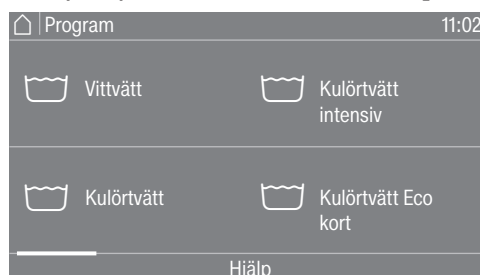 Program 11:02
Vittvätt
Kulörtvätt
intensiv
Kulörtvätt
Kulörtvätt Eco
kort
Hjälp